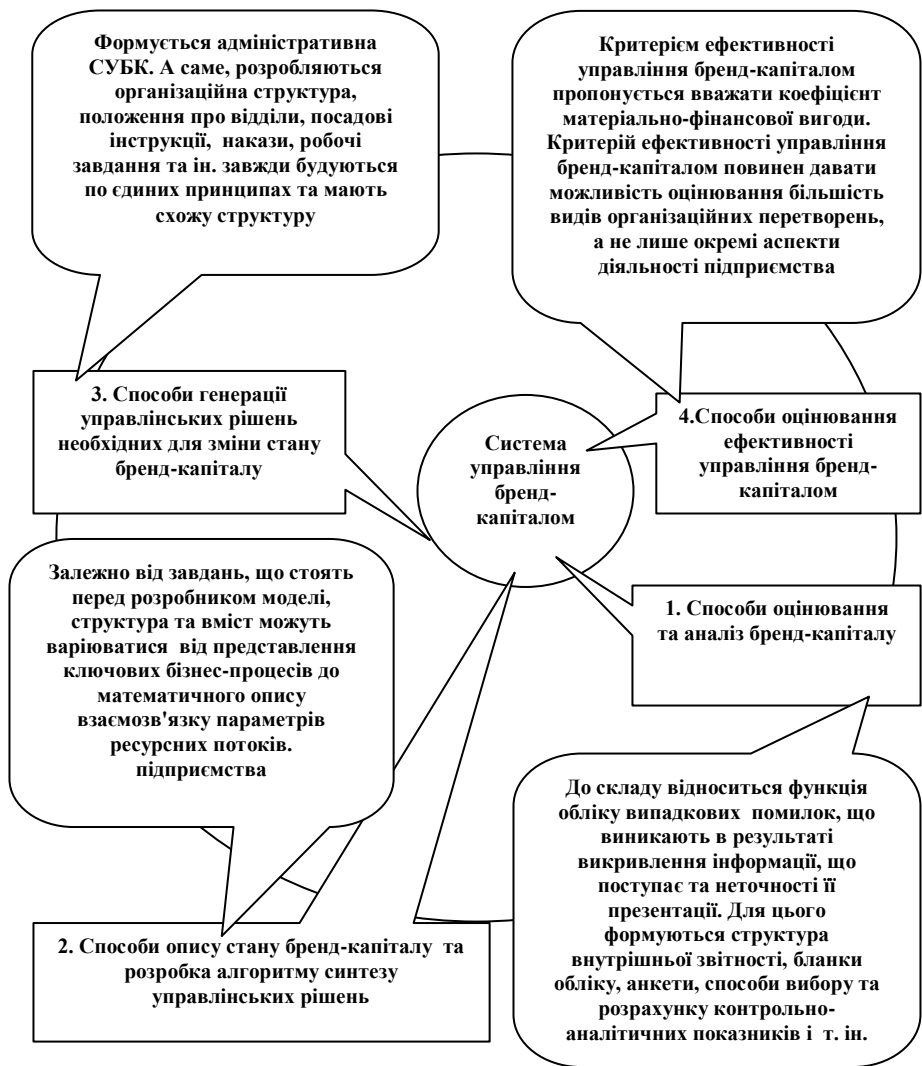 Формується адміністративна
СУБК. А саме, розробляються
організаційна структура,
положення про відділи, посадові
інструкції, накази, робочі
завдання та ін. завжди будуються
по єдиних принципах та мають
схожу структуру
Критерієм ефективності
управління бренд-капіталом
пропонується вважати коефіцієнт
матеріально-фінансової вигоди.
Критерій ефективності управління
бренд-капіталом повинен давати
можливість оцінювання більшість
видів організаційних перетворень,
а не лише окремі аспекти
діяльності підприємства
3. Способи генерації
управлінських рішень
необхідних для зміни стану
бренд-капіталу
Система
управління
бренд-
капіталом
4.Способи оцінювання
ефективності
управління бренд-
капіталом
Залежно від завдань, що стоять
перед розробником моделі,
структура та вміст можуть
варіюватися від представлення
ключових бізнес-процесів до
математичного опису
взаємозв'язку параметрів
ресурсних потоків.
підприємства
1. Способи оцінювання
та аналіз бренд-капіталу
2. Способи опису стану бренд-капіталу та
розробка алгоритму синтезу
управлінських рішень
До складу відноситься функція
обліку випадкових помилок, що
виникають в результаті
викривлення інформації, що
поступає та неточності її
презентації. Для цього
формуються структура
внутрішньої звітності, бланки
обліку, анкети, способи вибору та
розрахунку контрольно-
аналітичних показників і т. ін.